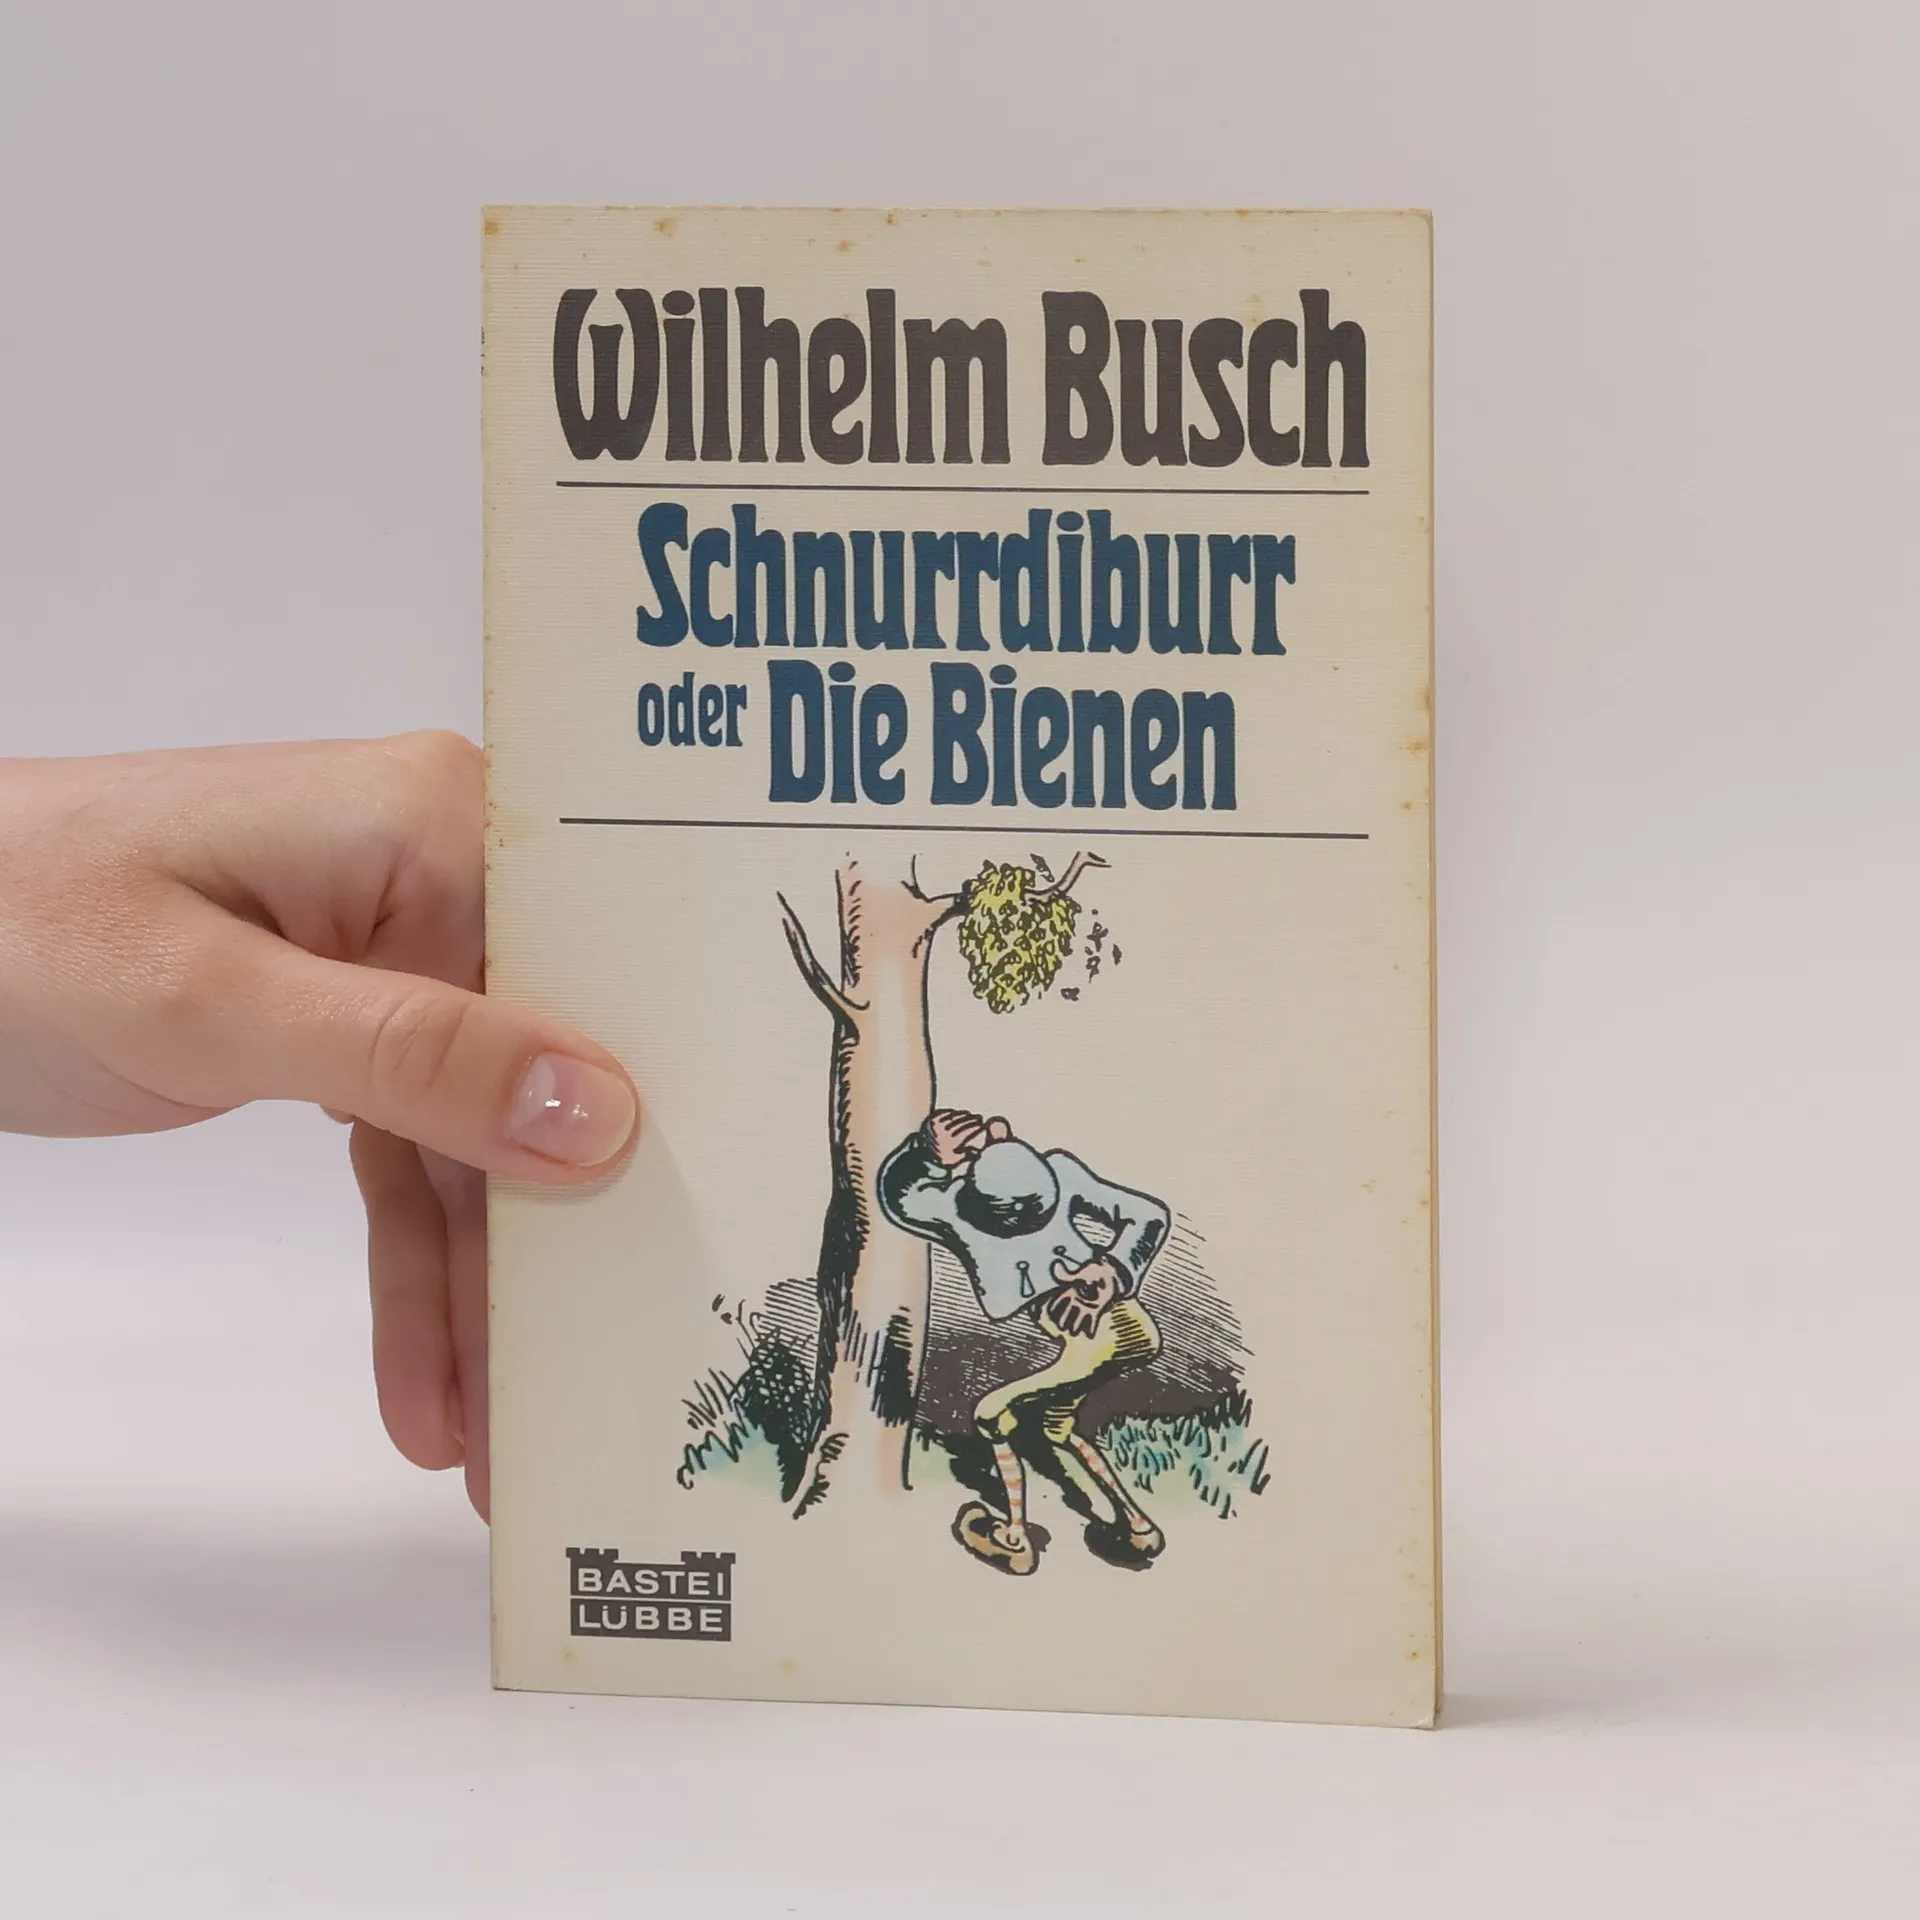 Wilhelm Busch
Schnurrdiburr
oder Die Bienen
BASTEI
LÜBBE